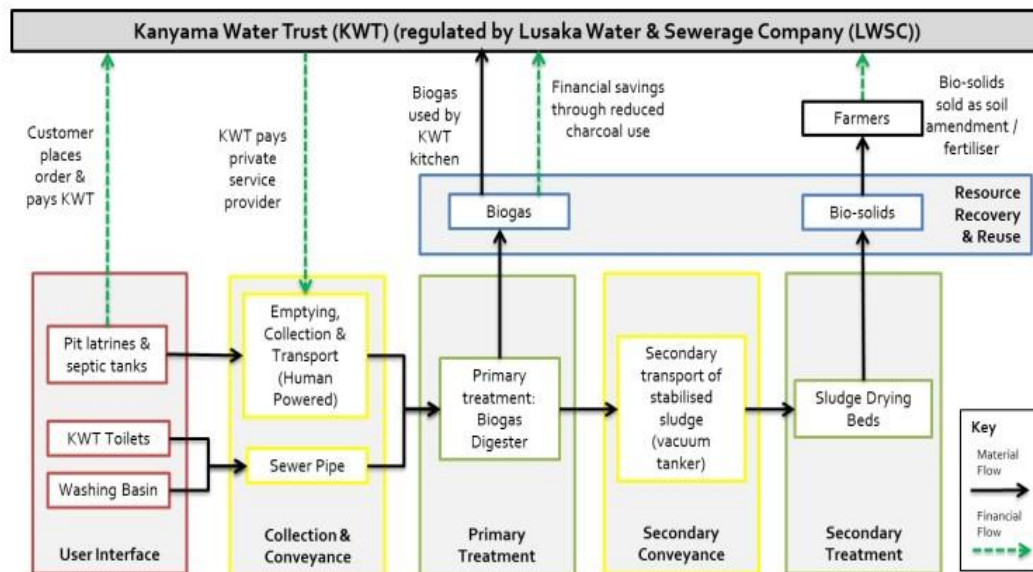 Kanyama Water Trust (KWT) (regulated by Lusaka Water & Sewerage Company (LWSC))
Customer
places
order &
pays KWT
KWT pays
private
service
provider
Biogas
used by
KWT
kitchen
Financial savings
through reduced
charcoal use
Farmers
Bio-solids
sold as soil
amendment /
fertiliser
Biogas
Bio-solids
Resource
Recovery
& Reuse
Pit latrines &
septic tanks
KWT Toilets
Washing Basin
User Interface
Emptying,
Collection &
Transport
(Human
Powered)
Sewer Pipe
Collection &
Conveyance
Primary
treatment:
Biogas
Digester
Primary
Treatment
Secondary
transport of
stabilised
sludge
(vacuum
tanker)
Secondary
Conveyance
Sludge Drying
Beds
Secondary
Treatment
Key
Material
Flow
Financial
Flow